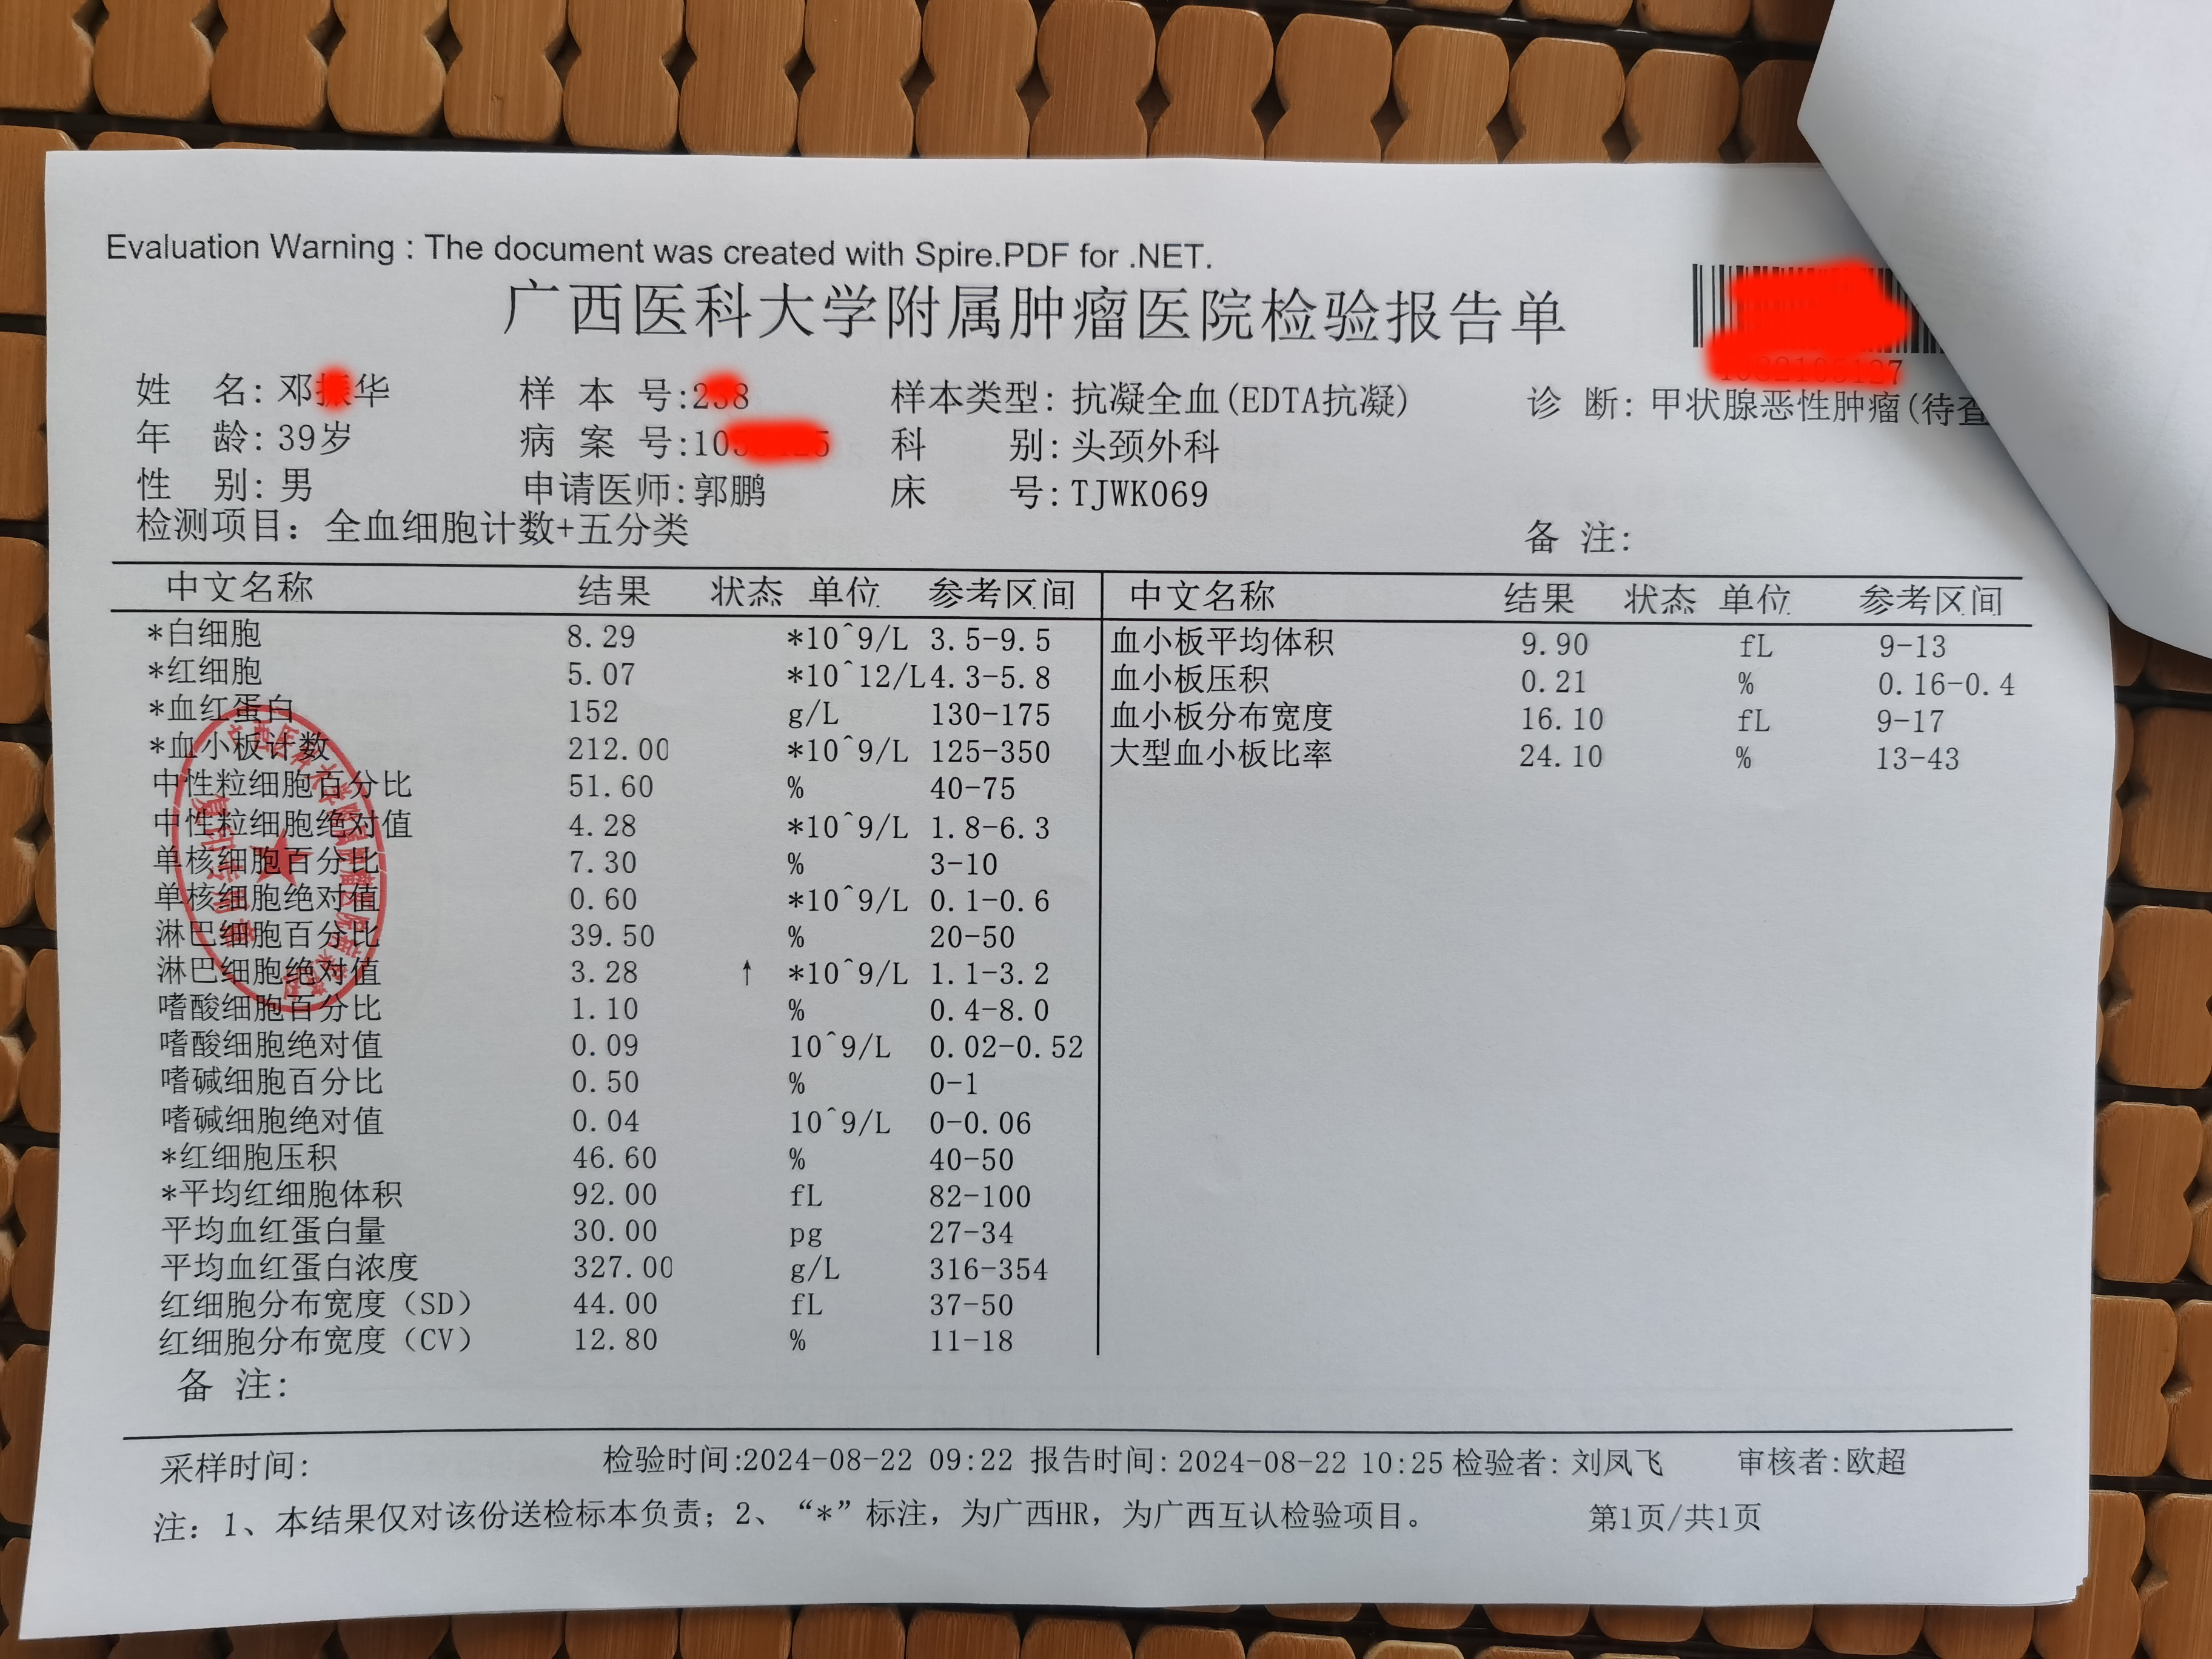 Evaluation Warning : The document was created with Spire.PDF for .NET.
广西医科大学附属肿瘤医院检验报告单
姓 名: 邓 华 样 本 号: 样本类型: 抗凝全血(EDTA抗凝) 诊 断: 甲状腺恶性肿瘤(待查
年 龄: 39岁 病 案 号: 科 别: 头颈外科
性 别: 男 申请医师: 郭鹏 床 号: TJWK069
检测项目: 全血细胞计数+五分类 备 注:
中文名称 结果 状态 单位 参考区间 中文名称 结果 状态 单位 参考区间
*白细胞 8.29 *10^9/L 3.5-9.5 血小板平均体积 9.90 fL 9-13
*红细胞 5.07 *10^12/L 4.3-5.8 血小板压积 0.21 % 0.16-0.4
*血红蛋白 152 g/L 130-175 血小板分布宽度 16.10 fL 9-17
*血小板计数 212.00 *10^9/L 125-350 大型血小板比率 24.10 % 13-43
中性粒细胞百分比 51.60 % 40-75
中性粒细胞绝对值 4.28 *10^9/L 1.8-6.3
单核细胞百分比 7.30 % 3-10
单核细胞绝对值 0.60 *10^9/L 0.1-0.6
淋巴细胞百分比 39.50 % 20-50
淋巴细胞绝对值 3.28 ↑ *10^9/L 1.1-3.2
嗜酸细胞百分比 1.10 % 0.4-8.0
嗜酸细胞绝对值 0.09 10^9/L 0.02-0.52
嗜碱细胞百分比 0.50 % 0-1
嗜碱细胞绝对值 0.04 10^9/L 0-0.06
*红细胞压积 46.60 % 40-50
*平均红细胞体积 92.00 fL 82-100
平均血红蛋白量 30.00 pg 27-34
平均血红蛋白浓度 327.00 g/L 316-354
红细胞分布宽度（SD） 44.00 fL 37-50
红细胞分布宽度（CV） 12.80 % 11-18
备 注:
采样时间: 检验时间:2024-08-22 09:22 报告时间: 2024-08-22 10:25 检验者: 刘凤飞 审核者:欧超
注: 1、本结果仅对该份送检标本负责；2、“*”标注，为广西HR，为广西互认检验项目。 第1页/共1页